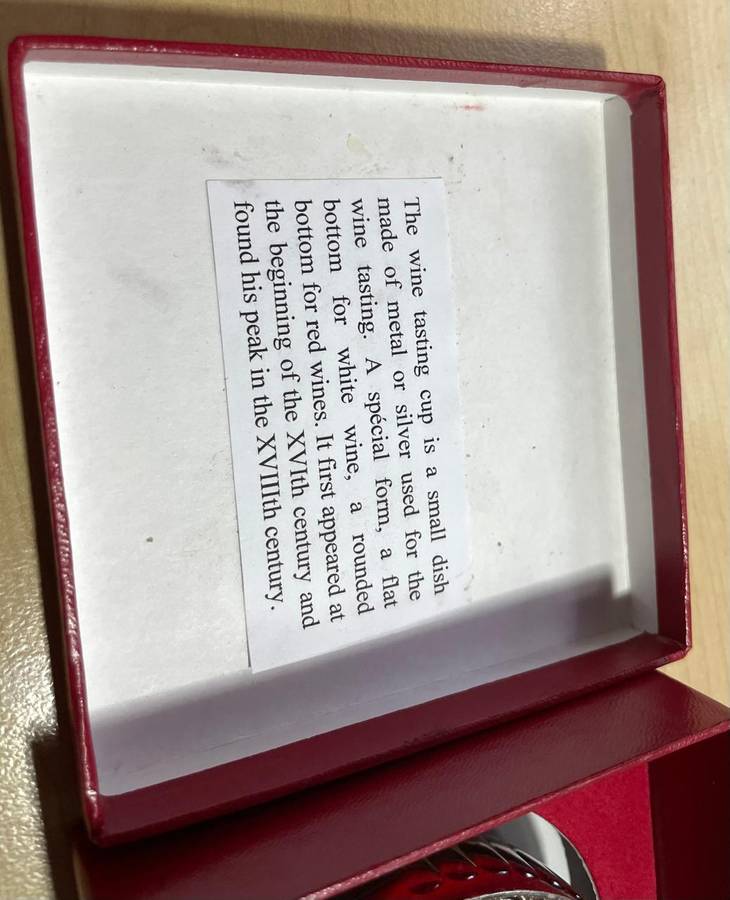 The wine tasting cup is a small dish
made of metal or silver used for the
wine tasting. A spécial form, a flat
bottom for white wine, a rounded
bottom for red wines. It first appeared at
the beginning of the XVIth century and
found his peak in the XVIIIth century.